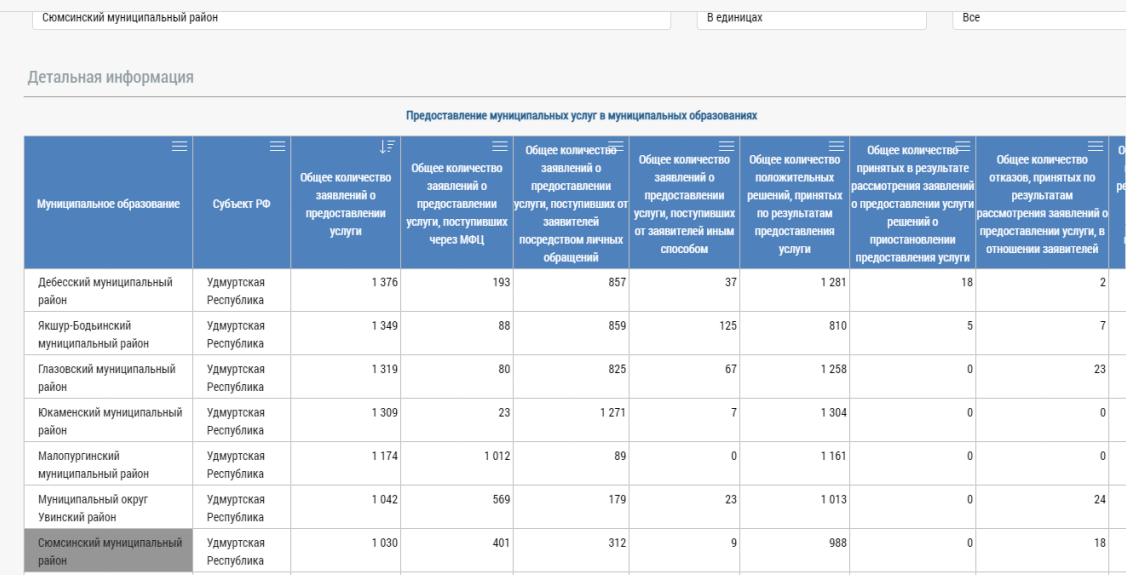 Сюмсинский муниципальный район
В единицах
Все
Детальная информация
Предоставление муниципальных услуг в муниципальных образованиях
Муниципальное образование
Субъект РФ
Общее количество
заявлений о
предоставлении
услуги
Общее количество
заявлений о
предоставлении
услуги, поступивших
через МФЦ
Общее количество
заявлений о
предоставлении
услуги, поступивших от
заявителей
посредством личных
обращений
Общее количество
заявлений о
предоставлении
услуги, поступивших
от заявителей иным
способом
Общее количество
положительных
решений, принятых
по результатам
предоставления
услуги
Общее количество
принятых в результате
рассмотрения заявлений
о предоставлении услуги
решений о
приостановлении
предоставления услуги
Общее количество
отказов, принятых по
результатам
рассмотрения заявлений о
предоставлении услуги, в
отношении заявителей
Дебесский муниципальный
район
Удмуртская
Республика
1 376
193
857
37
1 281
18
2
Якшур-Бодьинский
муниципальный район
Удмуртская
Республика
1 349
88
859
125
810
5
7
Глазовский муниципальный
район
Удмуртская
Республика
1 319
80
825
67
1 258
0
23
Юкаменский муниципальный
район
Удмуртская
Республика
1 309
23
1 271
7
1 304
0
0
Малопургинский
муниципальный район
Удмуртская
Республика
1 174
1 012
89
0
1 161
0
0
Муниципальный округ
Увинский район
Удмуртская
Республика
1 042
569
179
23
1 013
0
24
Сюмсинский муниципальный
район
Удмуртская
Республика
1 030
401
312
9
988
0
18